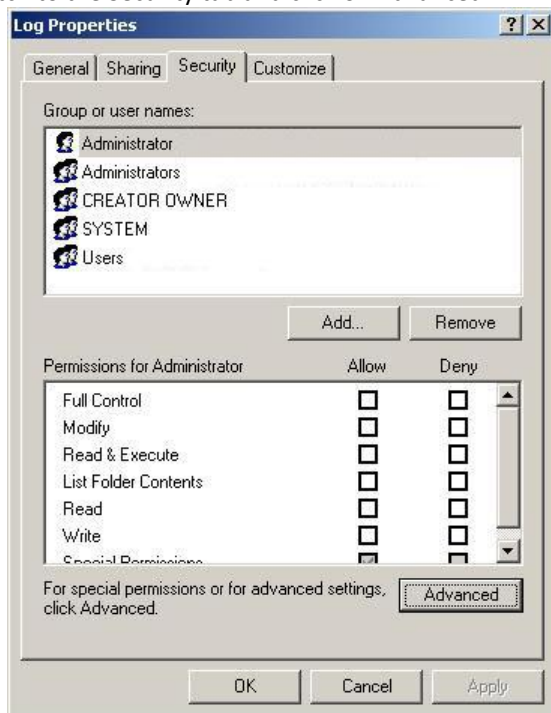 Log Properties
General Sharing Security Customize
Group or user names:
Administrator
Administrators
CREATOR OWNER
SYSTEM
Users
Add... Remove
Permissions for Administrator Allow Deny
Full Control
Modify
Read & Execute
List Folder Contents
Read
Write
Special Permissions
For special permissions or for advanced settings,
click Advanced.
Advanced
OK Cancel Apply